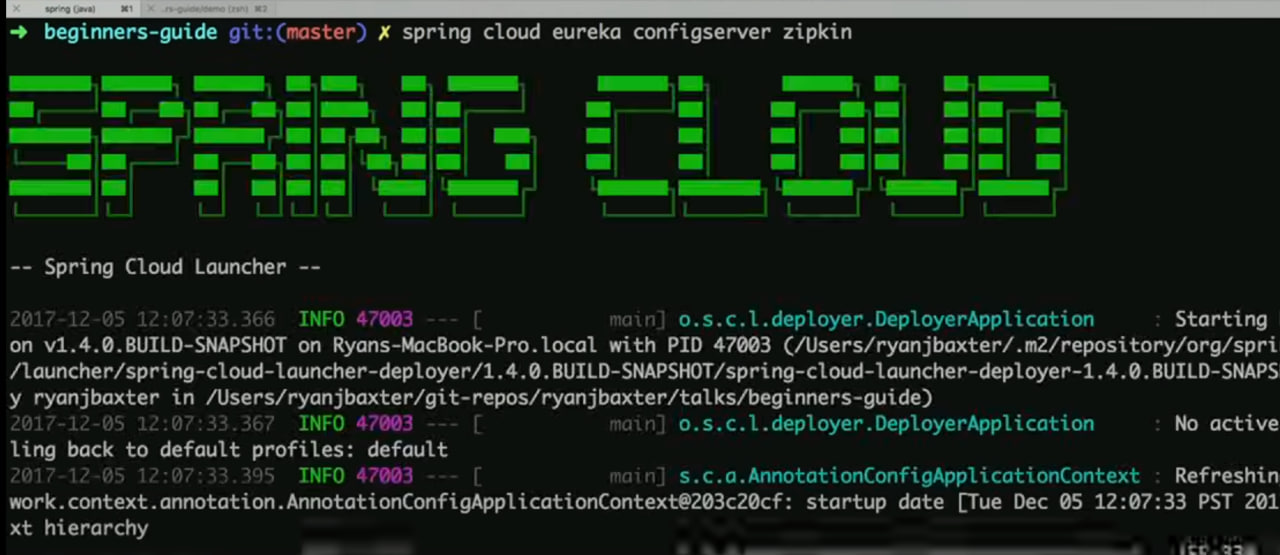 spring (java) ⌘1 .rs-guide/demo (zsh) ⌘2
➜ beginners-guide git:(master) ✗ spring cloud eureka configserver zipkin
SPRING CLOUD
-- Spring Cloud Launcher --
2017-12-05 12:07:33.366 INFO 47003 --- [ main] o.s.c.l.deployer.DeployerApplication : Starting
on v1.4.0.BUILD-SNAPSHOT on Ryans-MacBook-Pro.local with PID 47003 (/Users/ryanjbaxter/.m2/repository/org/spri
/launcher/spring-cloud-launcher-deployer/1.4.0.BUILD-SNAPSHOT/spring-cloud-launcher-deployer-1.4.0.BUILD-SNAPS
y ryanjbaxter in /Users/ryanjbaxter/git-repos/ryanjbaxter/talks/beginners-guide)
2017-12-05 12:07:33.367 INFO 47003 --- [ main] o.s.c.l.deployer.DeployerApplication : No active
ling back to default profiles: default
2017-12-05 12:07:33.395 INFO 47003 --- [ main] s.c.a.AnnotationConfigApplicationContext : Refreshin
work.context.annotation.AnnotationConfigApplicationContext@203c20cf: startup date [Tue Dec 05 12:07:33 PST 201
xt hierarchy